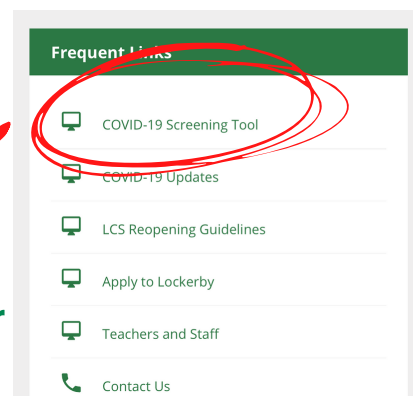 Frequent Links
COVID-19 Screening Tool
COVID-19 Updates
LCS Reopening Guidelines
Apply to Lockerby
Teachers and Staff
Contact Us